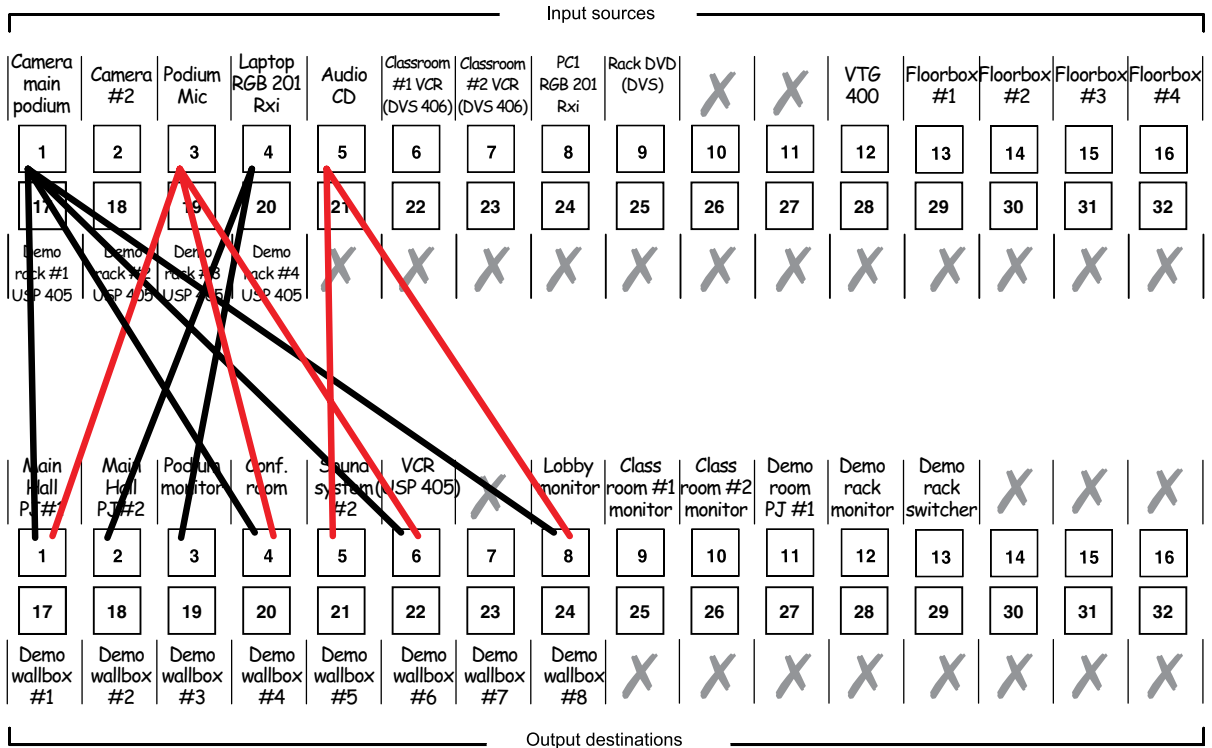 Input sources
Camera main podium
Camera #2
Podium Mic
Laptop RGB 201 Rxi
Audio CD
Classroom #1 VCR (DVS 406)
Classroom #2 VCR (DVS 406)
PC1 RGB 201 Rxi
Rack DVD (DVS)
VTG 400
Floorbox #1
Floorbox #2
Floorbox #3
Floorbox #4
1 2 3 4 5 6 7 8 9 10 11 12 13 14 15 16
17 18 19 20 21 22 23 24 25 26 27 28 29 30 31 32
Demo rack #1 USP 405
Demo rack #2 USP 405
Demo rack #3 USP 405
Demo rack #4 USP 405
Main Hall PJ #1
Main Hall PJ #2
Podium monitor
Conf. room
Sound system #2
VCR (USP 405)
Lobby monitor
Class room #1 monitor
Class room #2 monitor
Demo room PJ #1
Demo rack monitor
Demo rack switcher
1 2 3 4 5 6 7 8 9 10 11 12 13 14 15 16
17 18 19 20 21 22 23 24 25 26 27 28 29 30 31 32
Demo wallbox #1
Demo wallbox #2
Demo wallbox #3
Demo wallbox #4
Demo wallbox #5
Demo wallbox #6
Demo wallbox #7
Demo wallbox #8
Output destinations